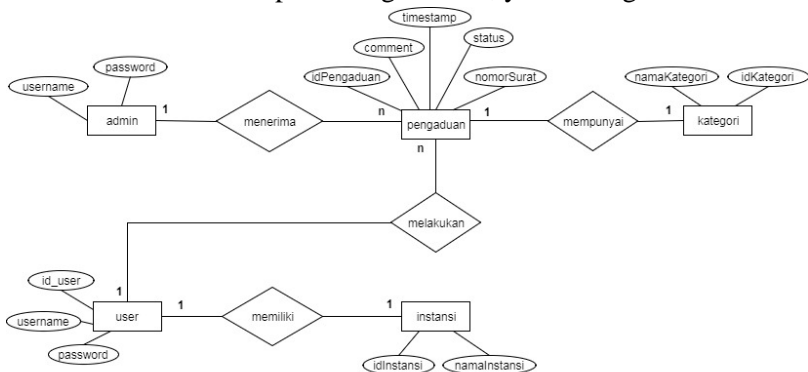 timestamp
comment
status
idPengaduan
nomorSurat
password
username
namaKategori
idKategori
admin
1
menerima
n
pengaduan
1
mempunyai
1
kategori
n
melakukan
id_user
username
password
1
user
1
memiliki
1
instansi
idInstansi
namaInstansi